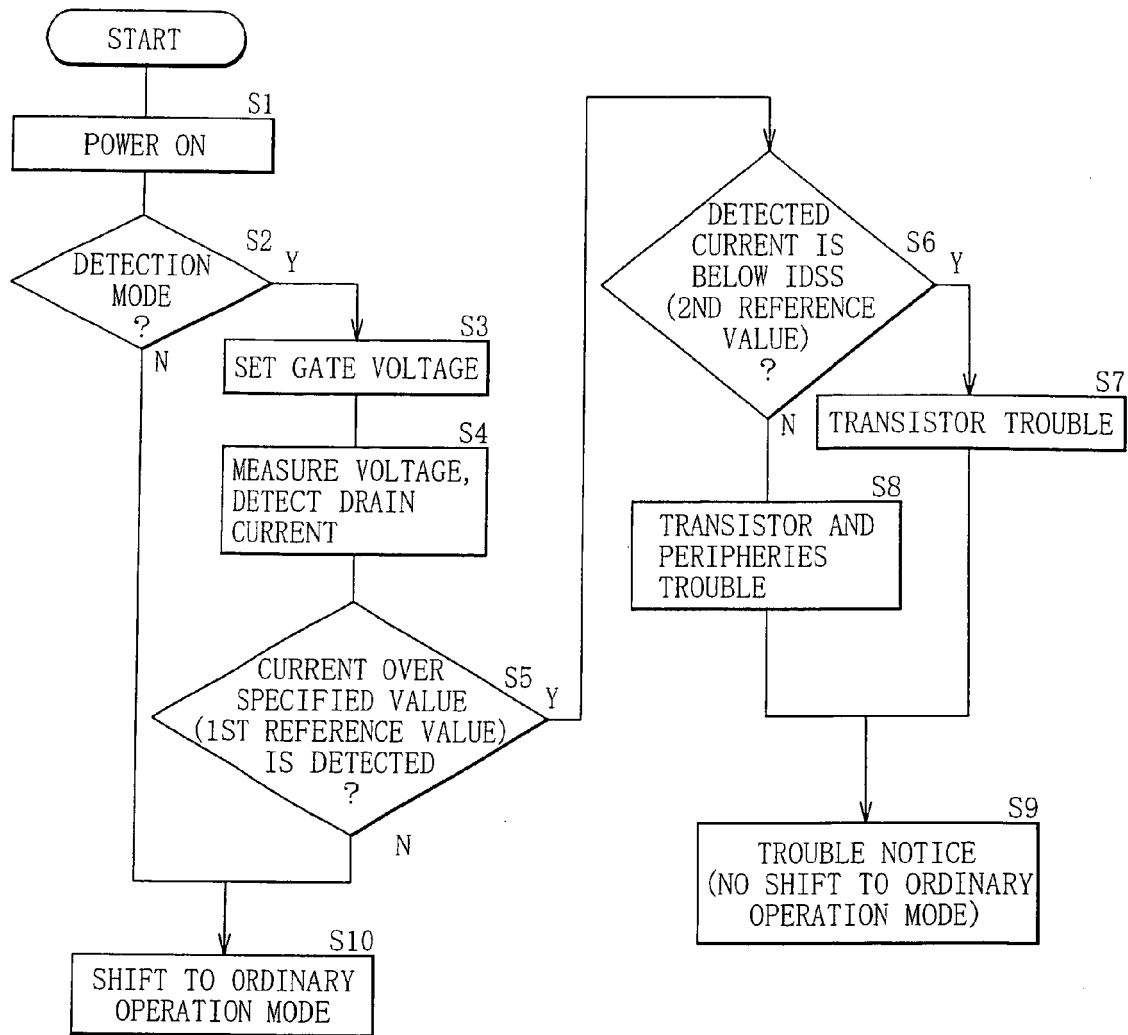 START
S1
POWER ON
S2
DETECTION
MODE
?
Y
N
S3
SET GATE VOLTAGE
S4
MEASURE VOLTAGE,
DETECT DRAIN
CURRENT
CURRENT OVER
SPECIFIED VALUE
(1ST REFERENCE VALUE)
IS DETECTED
?
S5
Y
N
S10
SHIFT TO ORDINARY
OPERATION MODE
DETECTED
CURRENT IS
BELOW IDSS
(2ND REFERENCE
VALUE)
?
S6
Y
N
S7
TRANSISTOR TROUBLE
S8
TRANSISTOR AND
PERIPHERIES
TROUBLE
S9
TROUBLE NOTICE
(NO SHIFT TO ORDINARY
OPERATION MODE)